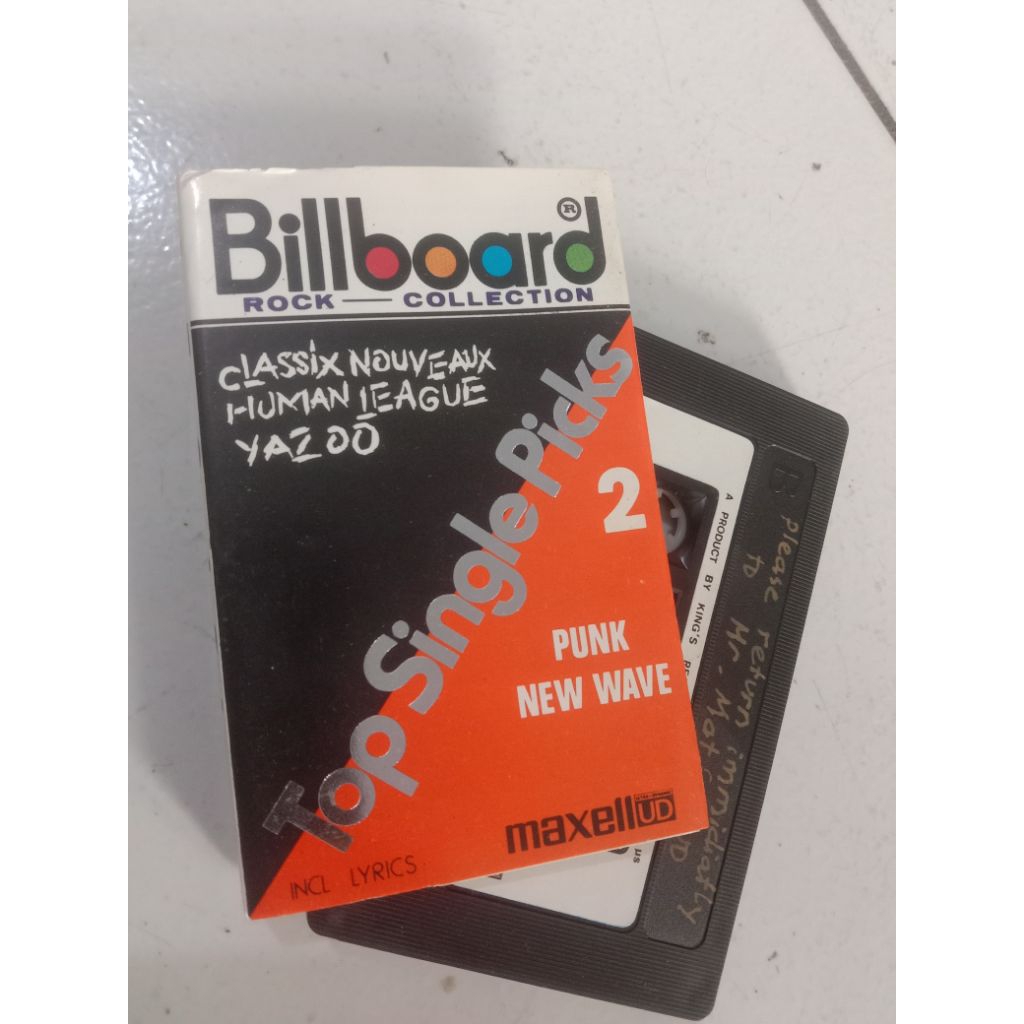 Billboard®
ROCK — COLLECTION
CLASSIX NOUVEAUX
HUMAN LEAGUE
YAZOO
Top Single Picks
2
PUNK
NEW WAVE
maxell UD
INCL LYRICS
B
A PRODUCT BY KING'S
please return immidiatly
to Mr. Mat